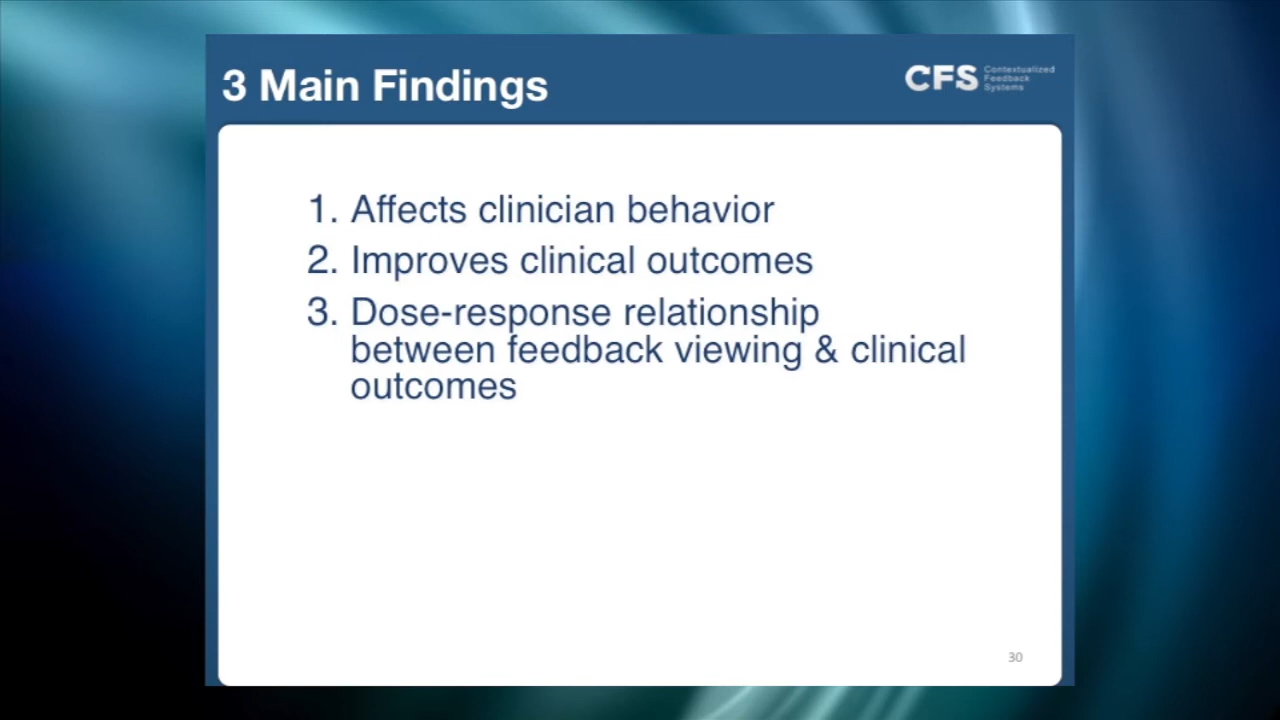 3 Main Findings
CFS
Contextualized
Feedback
Systems
1. Affects clinician behavior
2. Improves clinical outcomes
3. Dose-response relationship
between feedback viewing & clinical
outcomes
30